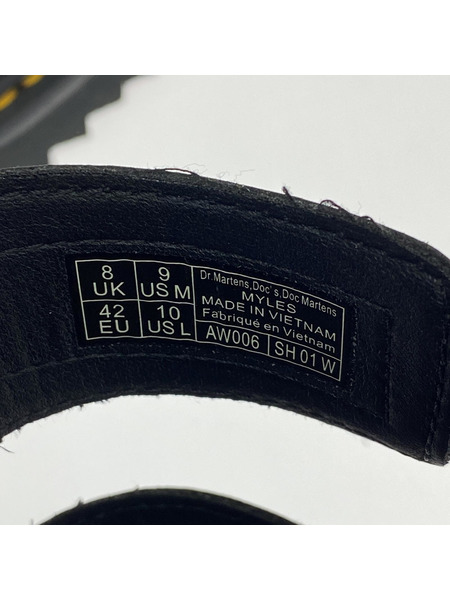 8 UK
9 US M
42 EU
10 US L
Dr.Martens,Doc's,Doc Martens
MYLES
MADE IN VIETNAM
Fabriqué en Vietnam
AW006
SH 01 W